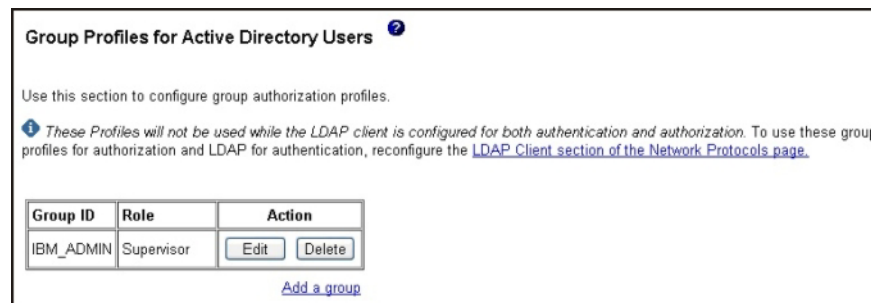 Group Profiles for Active Directory Users ?
Use this section to configure group authorization profiles.
i These Profiles will not be used while the LDAP client is configured for both authentication and authorization. To use these group
profiles for authorization and LDAP for authentication, reconfigure the LDAP Client section of the Network Protocols page.
Group ID Role Action
IBM_ADMIN Supervisor Edit Delete
Add a group